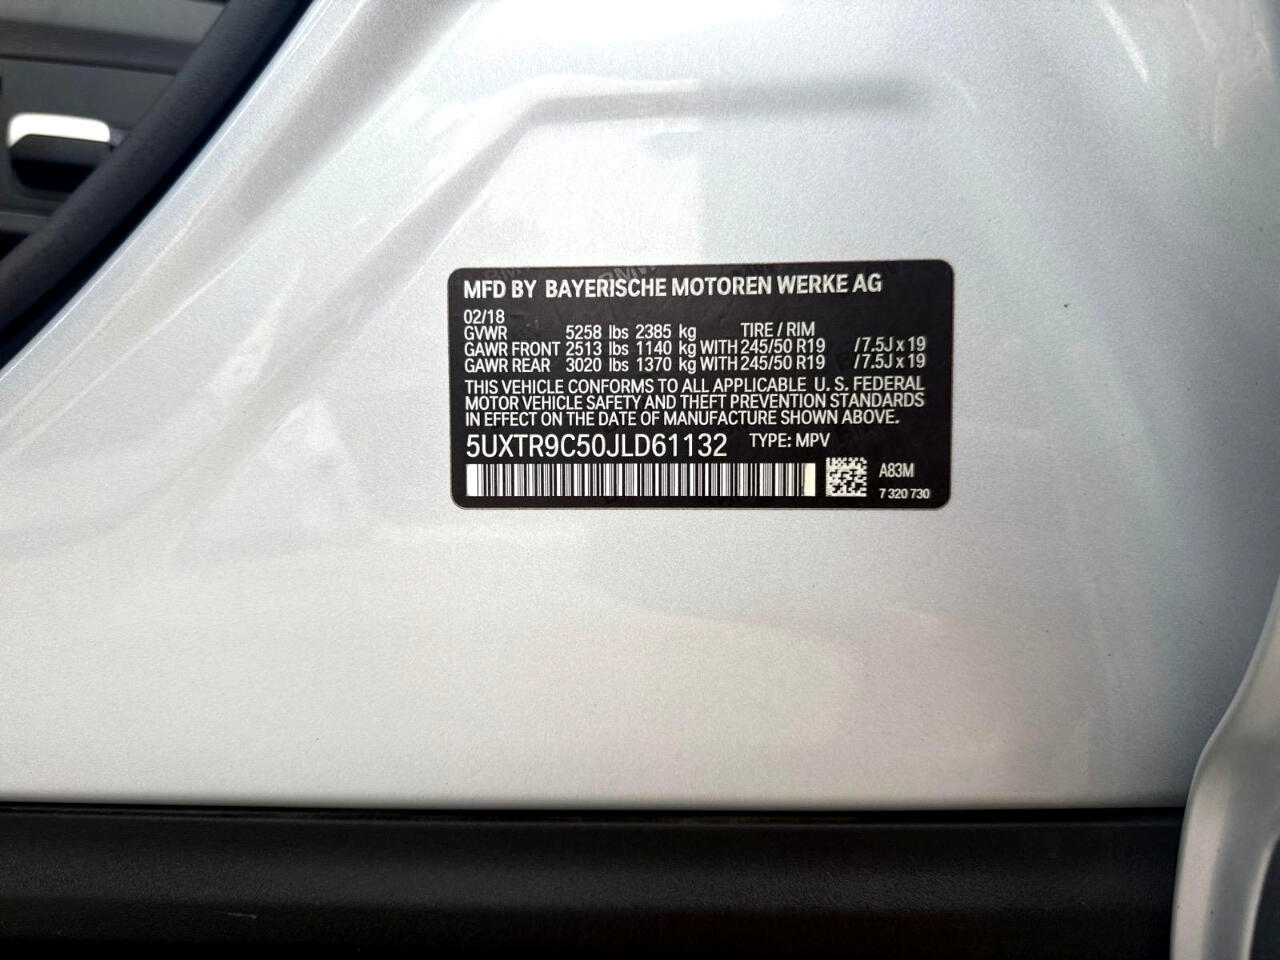 MFD BY BAYERISCHE MOTOREN WERKE AG
02/18
GVWR 5258 lbs 2385 kg TIRE / RIM
GAWR FRONT 2513 lbs 1140 kg WITH 245/50 R19 /7.5J x 19
GAWR REAR 3020 lbs 1370 kg WITH 245/50 R19 /7.5J x 19
THIS VEHICLE CONFORMS TO ALL APPLICABLE U. S. FEDERAL
MOTOR VEHICLE SAFETY AND THEFT PREVENTION STANDARDS
IN EFFECT ON THE DATE OF MANUFACTURE SHOWN ABOVE.
5UXTR9C50JLD61132 TYPE: MPV
A83M
7 320 730